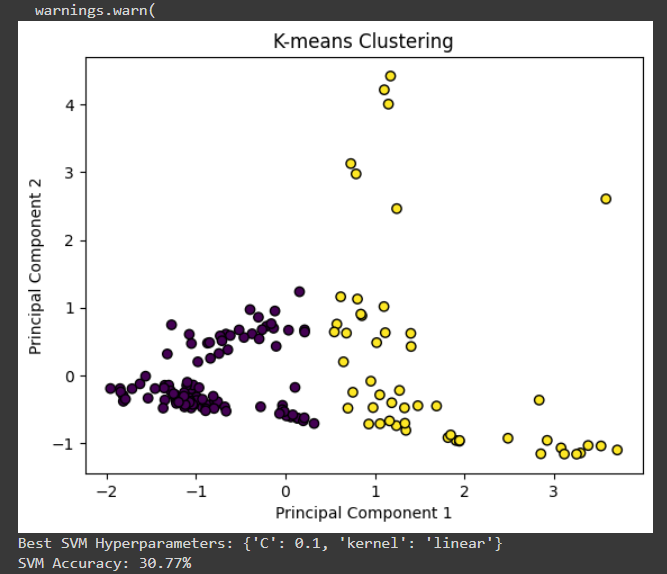 warnings.warn(
K-means Clustering
Principal Component 2
4
3
2
1
0
−1
−2 −1 0 1 2 3
Principal Component 1
Best SVM Hyperparameters: {'C': 0.1, 'kernel': 'linear'}
SVM Accuracy: 30.77%